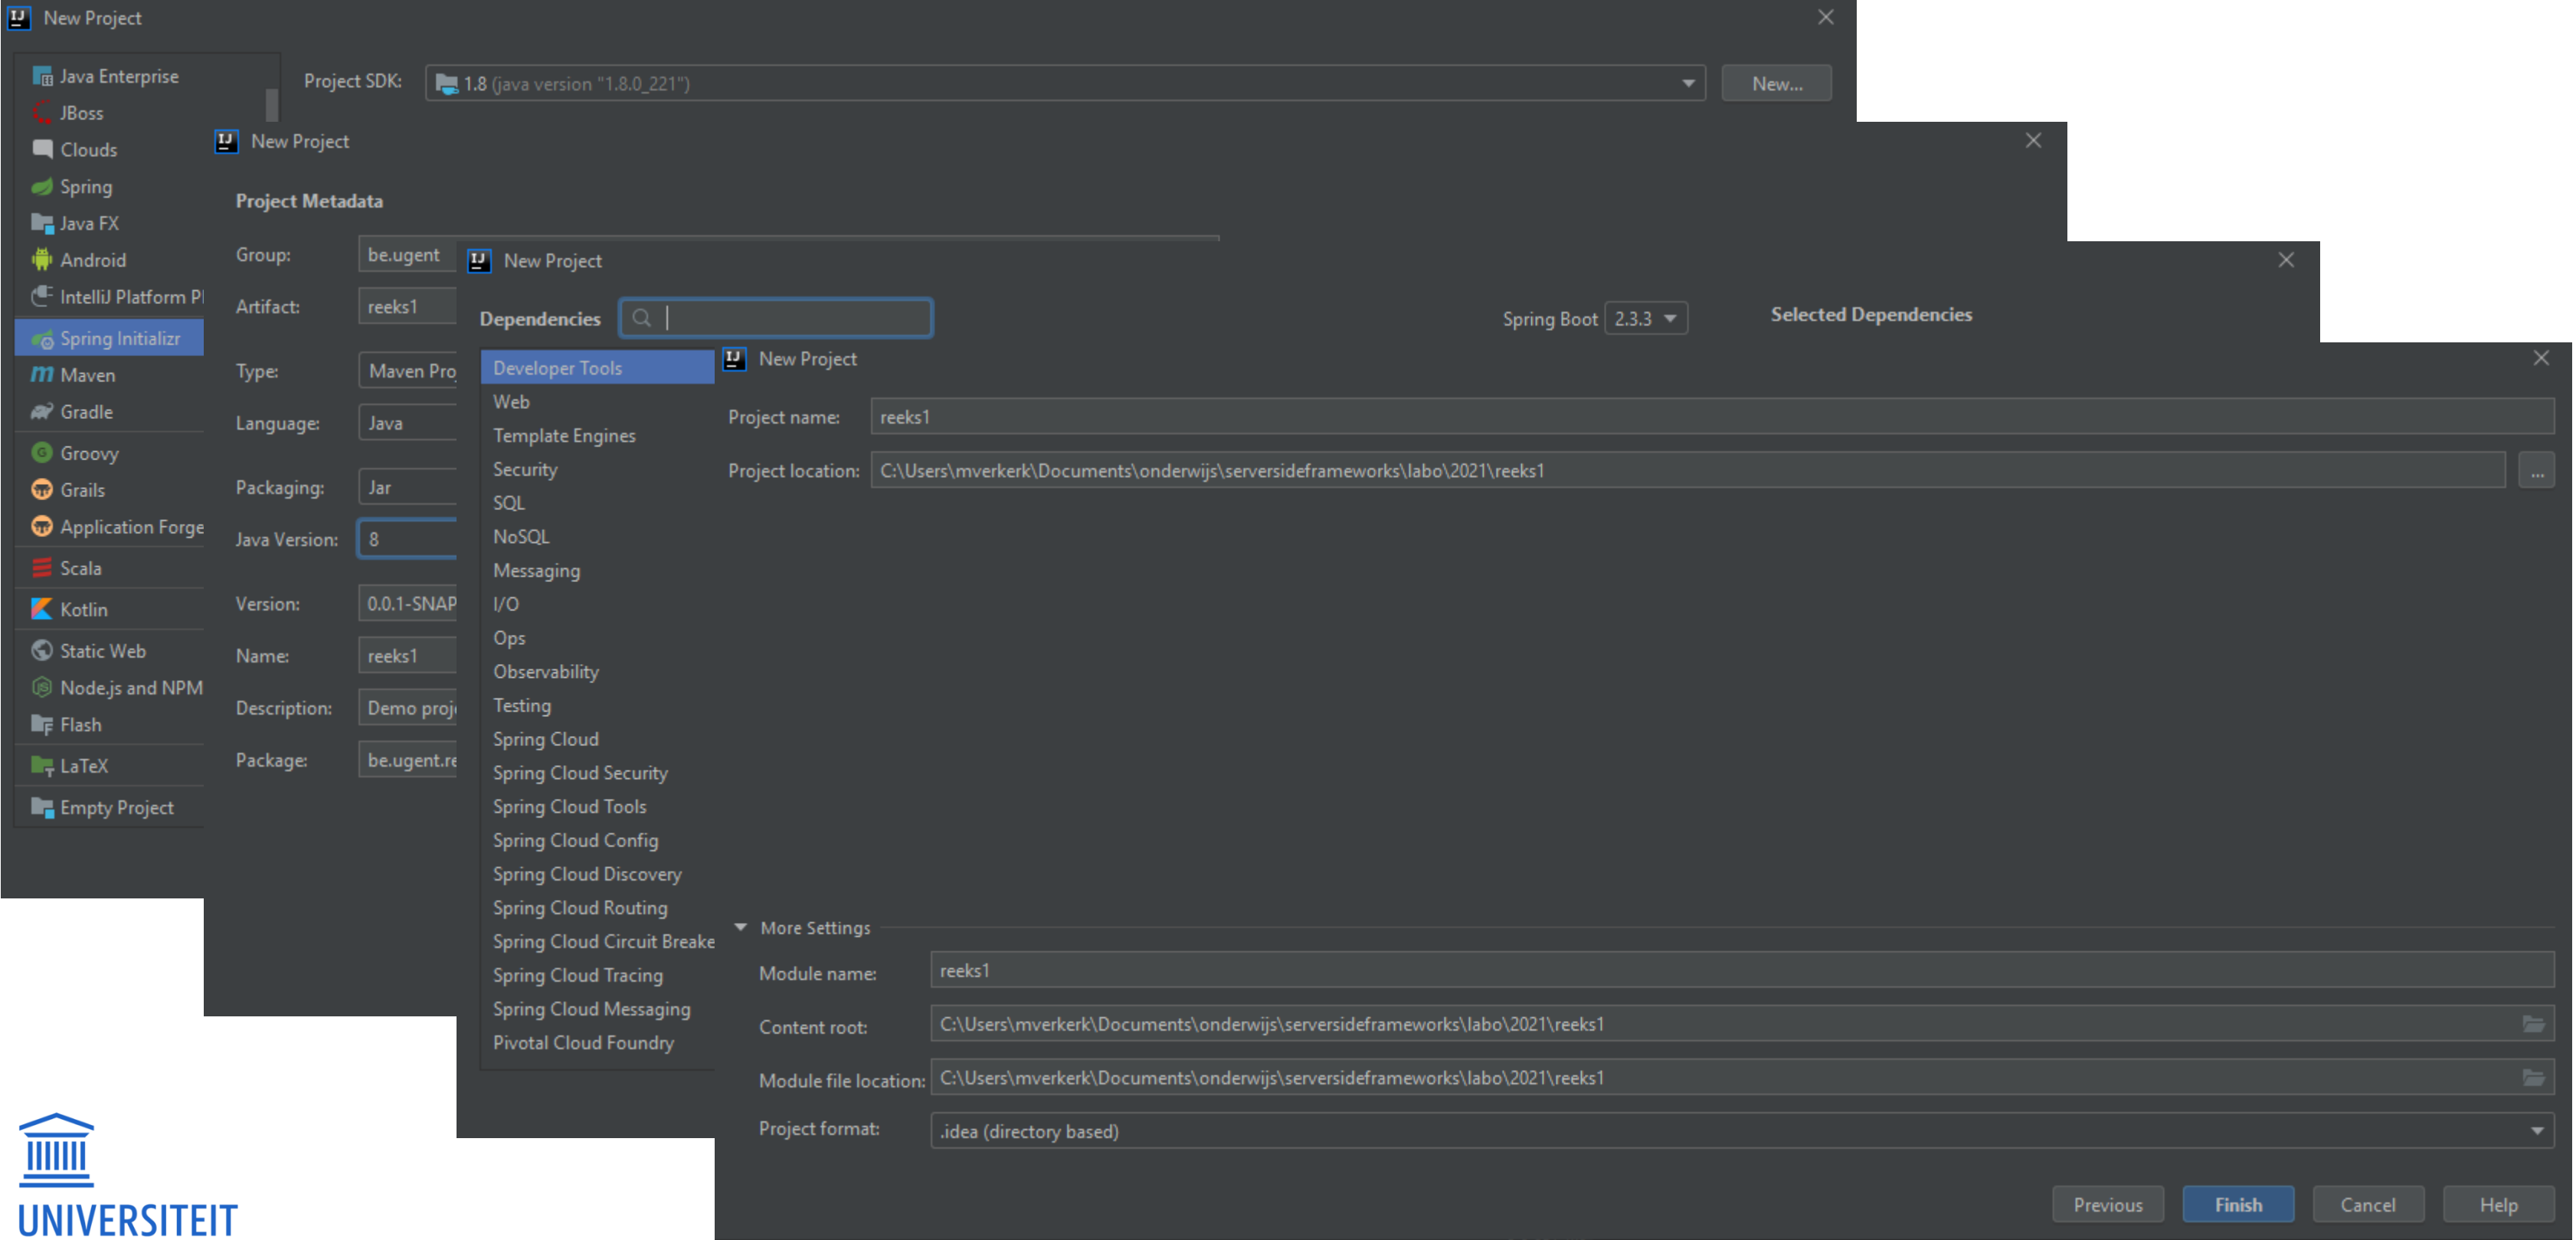 New Project
Java Enterprise
JBoss
Clouds
Spring
Java FX
Android
IntelliJ Platform Pl
Spring Initializr
Maven
Gradle
Groovy
Grails
Application Forge
Scala
Kotlin
Static Web
Node.js and NPM
Flash
LaTeX
Empty Project
Project SDK: 1.8 (java version "1.8.0_221") New...
New Project
Project Metadata
Group: be.ugent
Artifact: reeks1
Type: Maven Proj
Language: Java
Packaging: Jar
Java Version: 8
Version: 0.0.1-SNAP
Name: reeks1
Description: Demo proje
Package: be.ugent.re
New Project
Dependencies
Spring Boot 2.3.3
Selected Dependencies
Developer Tools
Web
Template Engines
Security
SQL
NoSQL
Messaging
I/O
Ops
Observability
Testing
Spring Cloud
Spring Cloud Security
Spring Cloud Tools
Spring Cloud Config
Spring Cloud Discovery
Spring Cloud Routing
Spring Cloud Circuit Breake
Spring Cloud Tracing
Spring Cloud Messaging
Pivotal Cloud Foundry
New Project
Project name: reeks1
Project location: C:\Users\mverkerk\Documents\onderwijs\serversideframeworks\labo\2021\reeks1 ...
More Settings
Module name: reeks1
Content root: C:\Users\mverkerk\Documents\onderwijs\serversideframeworks\labo\2021\reeks1
Module file location: C:\Users\mverkerk\Documents\onderwijs\serversideframeworks\labo\2021\reeks1
Project format: .idea (directory based)
Previous Finish Cancel Help
UNIVERSITEIT